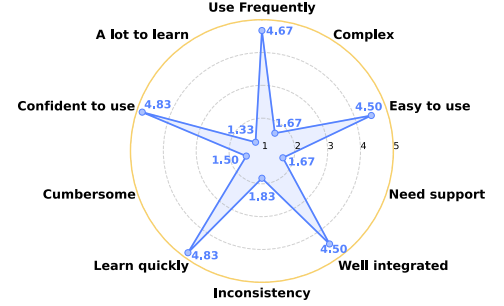 Use Frequently
4.67
A lot to learn
Complex
Confident to use
4.83
Easy to use
4.50
1.33
1.67
1 2 3 4 5
1.50
1.67
Cumbersome
1.83
Need support
Learn quickly
4.83
4.50
Well integrated
Inconsistency